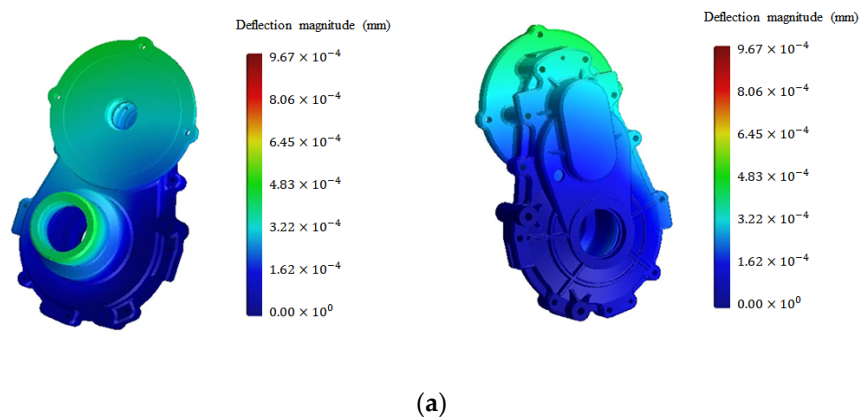 Deflection magnitude (mm)
9.67 × 10⁻⁴
8.06 × 10⁻⁴
6.45 × 10⁻⁴
4.83 × 10⁻⁴
3.22 × 10⁻⁴
1.62 × 10⁻⁴
0.00 × 10⁰
Deflection magnitude (mm)
9.67 × 10⁻⁴
8.06 × 10⁻⁴
6.45 × 10⁻⁴
4.83 × 10⁻⁴
3.22 × 10⁻⁴
1.62 × 10⁻⁴
0.00 × 10⁰
(a)